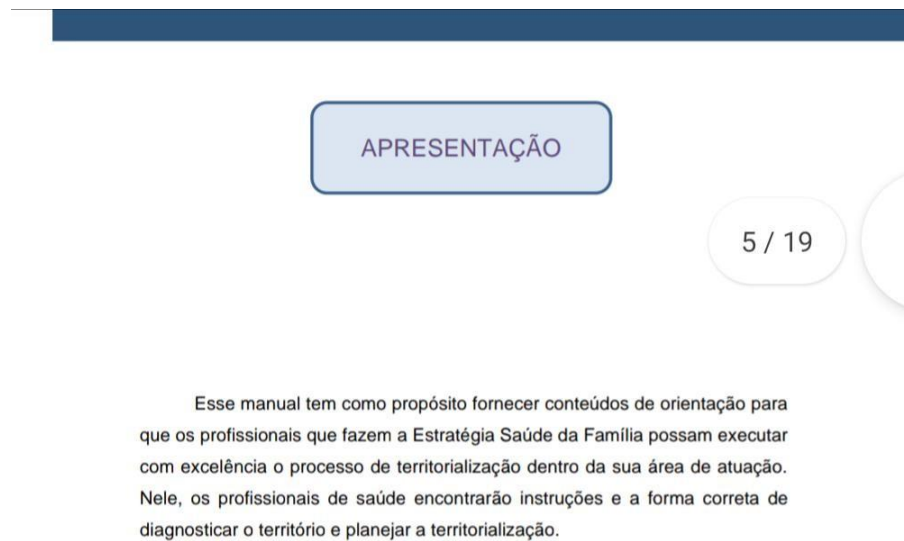 APRESENTAÇÃO
5 / 19
Esse manual tem como propósito fornecer conteúdos de orientação para
que os profissionais que fazem a Estratégia Saúde da Família possam executar
com excelência o processo de territorialização dentro da sua área de atuação.
Nele, os profissionais de saúde encontrarão instruções e a forma correta de
diagnosticar o território e planejar a territorialização.